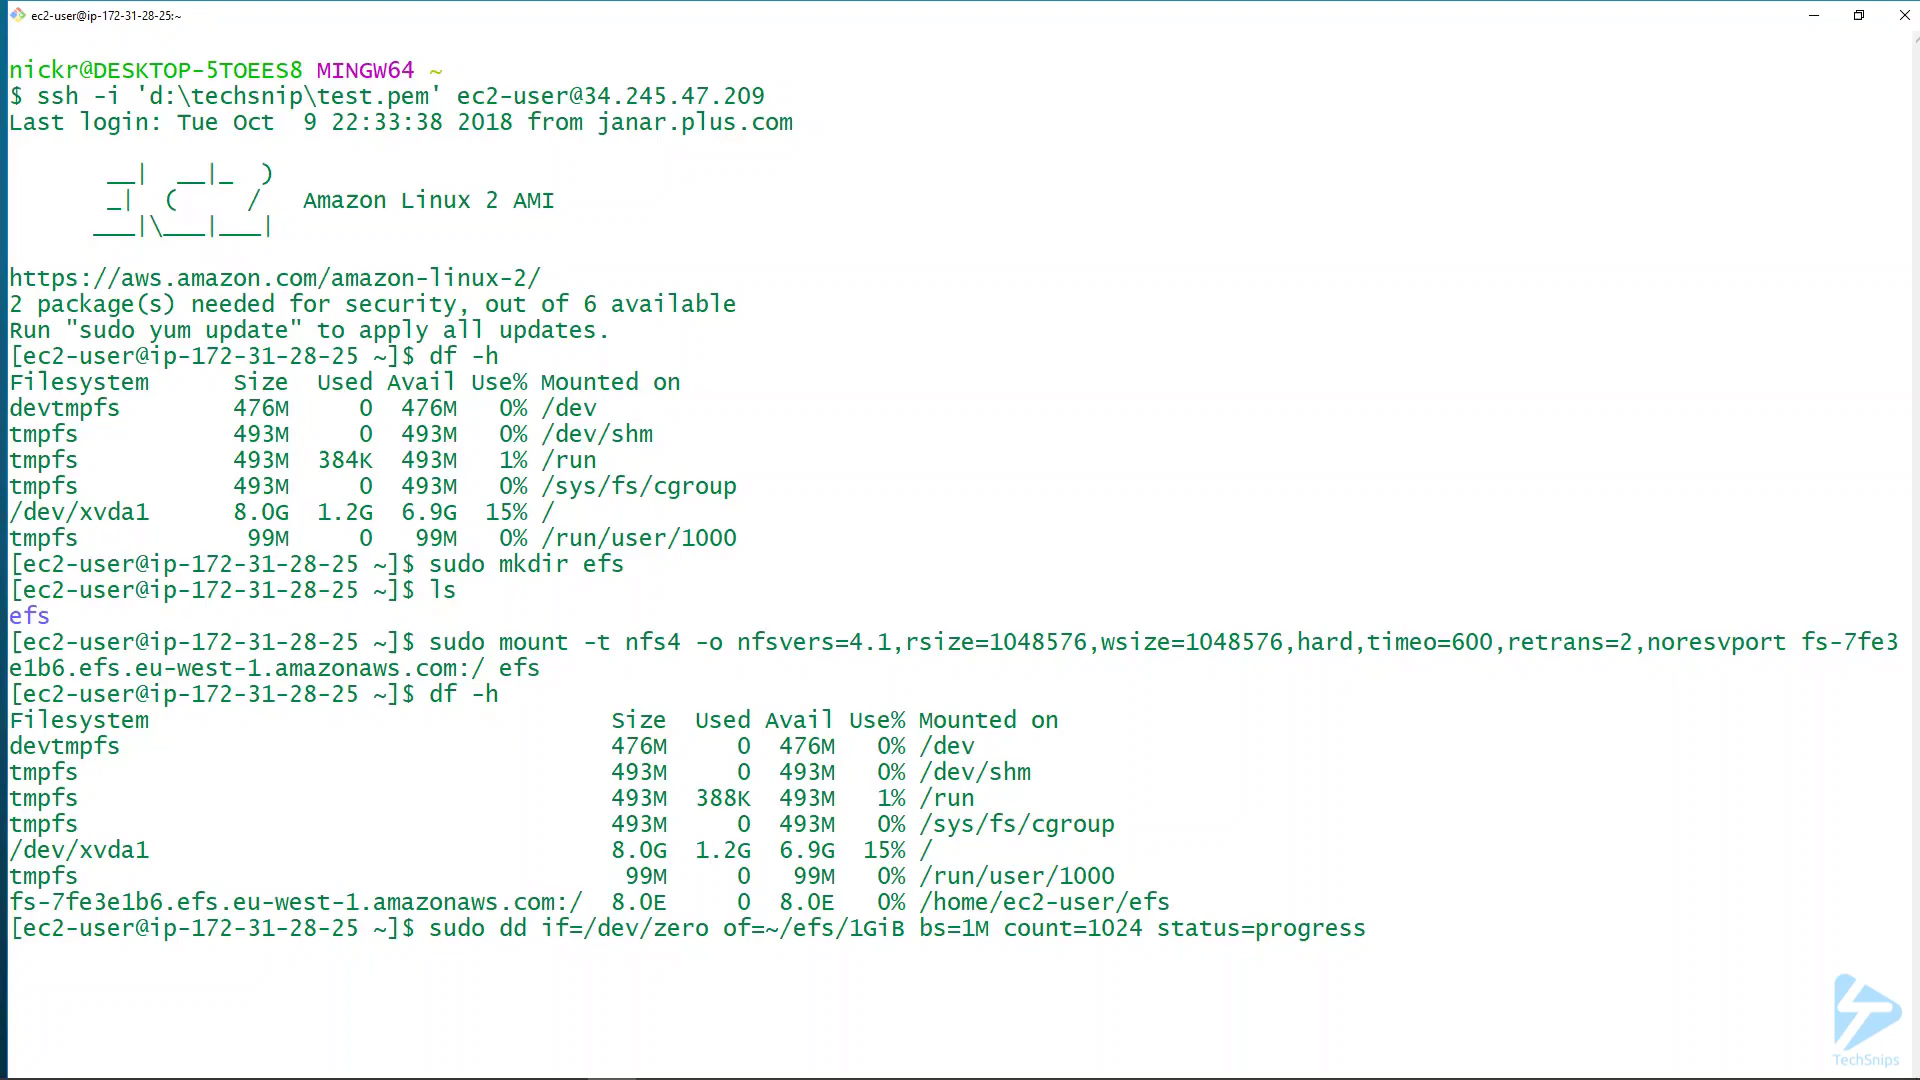 ec2-user@ip-172-31-28-25:~
nickr@DESKTOP-5TOEES8 MINGW64 ~
$ ssh -i 'd:\techsnip\test.pem' ec2-user@34.245.47.209
Last login: Tue Oct  9 22:33:38 2018 from janar.plus.com

       __|  __|_  )
       _|  (     /   Amazon Linux 2 AMI
      ___|\___|___|

https://aws.amazon.com/amazon-linux-2/
2 package(s) needed for security, out of 6 available
Run "sudo yum update" to apply all updates.
[ec2-user@ip-172-31-28-25 ~]$ df -h
Filesystem      Size  Used Avail Use% Mounted on
devtmpfs        476M     0  476M   0% /dev
tmpfs           493M     0  493M   0% /dev/shm
tmpfs           493M  384K  493M   1% /run
tmpfs           493M     0  493M   0% /sys/fs/cgroup
/dev/xvda1      8.0G  1.2G  6.9G  15% /
tmpfs            99M     0   99M   0% /run/user/1000
[ec2-user@ip-172-31-28-25 ~]$ sudo mkdir efs
[ec2-user@ip-172-31-28-25 ~]$ ls
efs
[ec2-user@ip-172-31-28-25 ~]$ sudo mount -t nfs4 -o nfsvers=4.1,rsize=1048576,wsize=1048576,hard,timeo=600,retrans=2,noresvport fs-7fe3
e1b6.efs.eu-west-1.amazonaws.com:/ efs
[ec2-user@ip-172-31-28-25 ~]$ df -h
Filesystem                                 Size  Used Avail Use% Mounted on
devtmpfs                                   476M     0  476M   0% /dev
tmpfs                                      493M     0  493M   0% /dev/shm
tmpfs                                      493M  388K  493M   1% /run
tmpfs                                      493M     0  493M   0% /sys/fs/cgroup
/dev/xvda1                                 8.0G  1.2G  6.9G  15% /
tmpfs                                       99M     0   99M   0% /run/user/1000
fs-7fe3e1b6.efs.eu-west-1.amazonaws.com:/  8.0E     0  8.0E   0% /home/ec2-user/efs
[ec2-user@ip-172-31-28-25 ~]$ sudo dd if=/dev/zero of=~/efs/1GiB bs=1M count=1024 status=progress
TechSnips